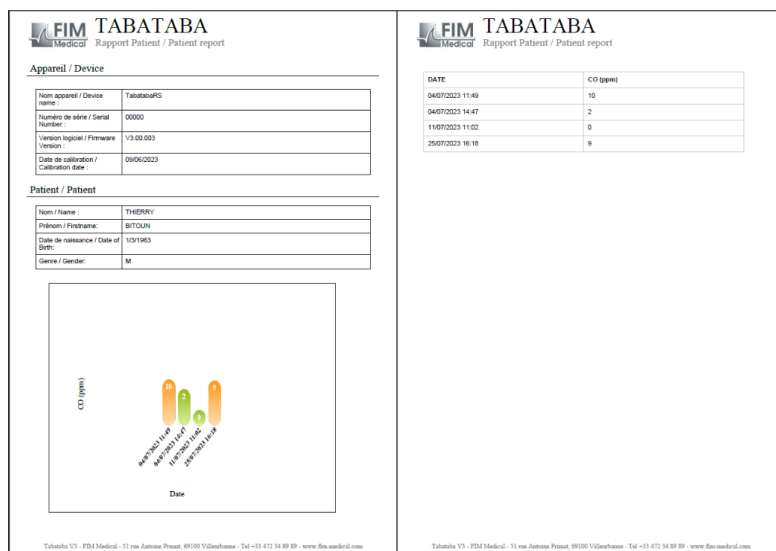 FIM
Medical
TABATABA
Rapport Patient / Patient report
Appareil / Device
Nom appareil / Device name : TabatabaRS
Numéro de série / Serial Number : 00000
Version logiciel / Firmware Version : V3.00.003
Date de calibration / Calibration date : 09/06/2023
Patient / Patient
Nom / Name : THIERRY
Prénom / Firstname: BITOUN
Date de naissance / Date of Birth: 1/3/1963
Genre / Gender: M
CO (ppm)
10
2
0
04/07/2023 11:49
04/07/2023 14:47
11/07/2023 11:02
25/07/2023 16:18
Date
Tabataba V3 - FIM Medical - 51 rue Antoine Primat, 69100 Villeurbanne - Tel +33 472 34 89 89 - www.fim-medical.com
FIM
Medical
TABATABA
Rapport Patient / Patient report
DATE CO (ppm)
04/07/2023 11:49 10
04/07/2023 14:47 2
11/07/2023 11:02 0
25/07/2023 16:18 9
Tabataba V3 - FIM Medical - 51 rue Antoine Primat, 69100 Villeurbanne - Tel +33 472 34 89 89 - www.fim-medical.com